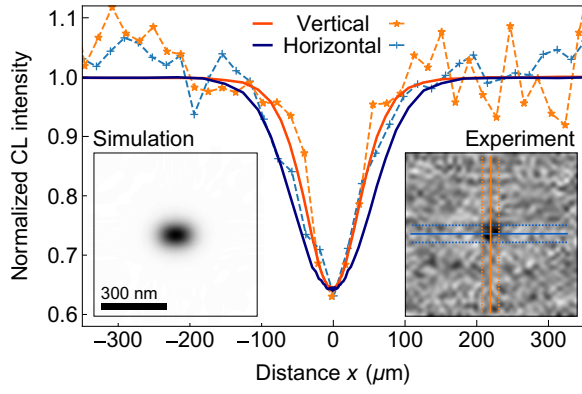 Vertical
Horizontal
Normalized CL intensity
1.1
1.0
0.9
0.8
0.7
0.6
Simulation
Experiment
300 nm
−300
−200
−100
0
100
200
300
Distance x (μm)